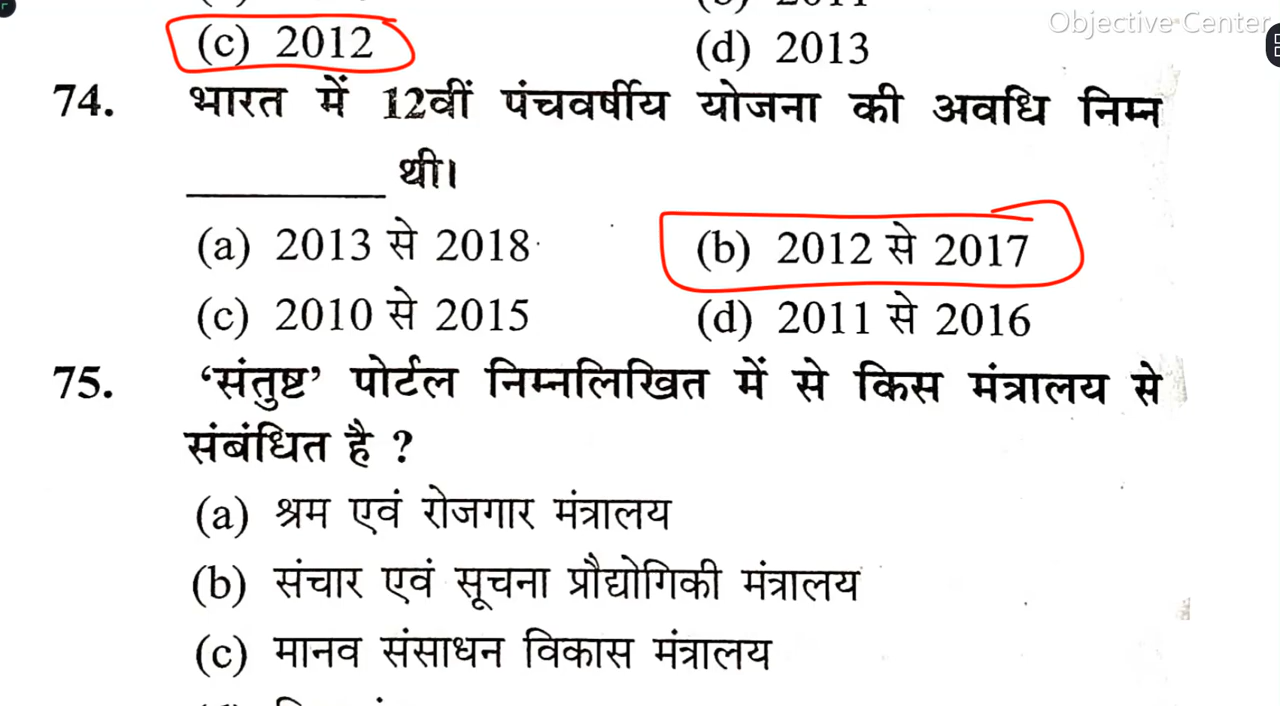 Objective Center
(c) 2012
(d) 2013
74. भारत में 12वीं पंचवर्षीय योजना की अवधि निम्न
__________ थी।
(a) 2013 से 2018
(b) 2012 से 2017
(c) 2010 से 2015
(d) 2011 से 2016
75. ‘संतुष्ट’ पोर्टल निम्नलिखित में से किस मंत्रालय से
संबंधित है ?
(a) श्रम एवं रोजगार मंत्रालय
(b) संचार एवं सूचना प्रौद्योगिकी मंत्रालय
(c) मानव संसाधन विकास मंत्रालय